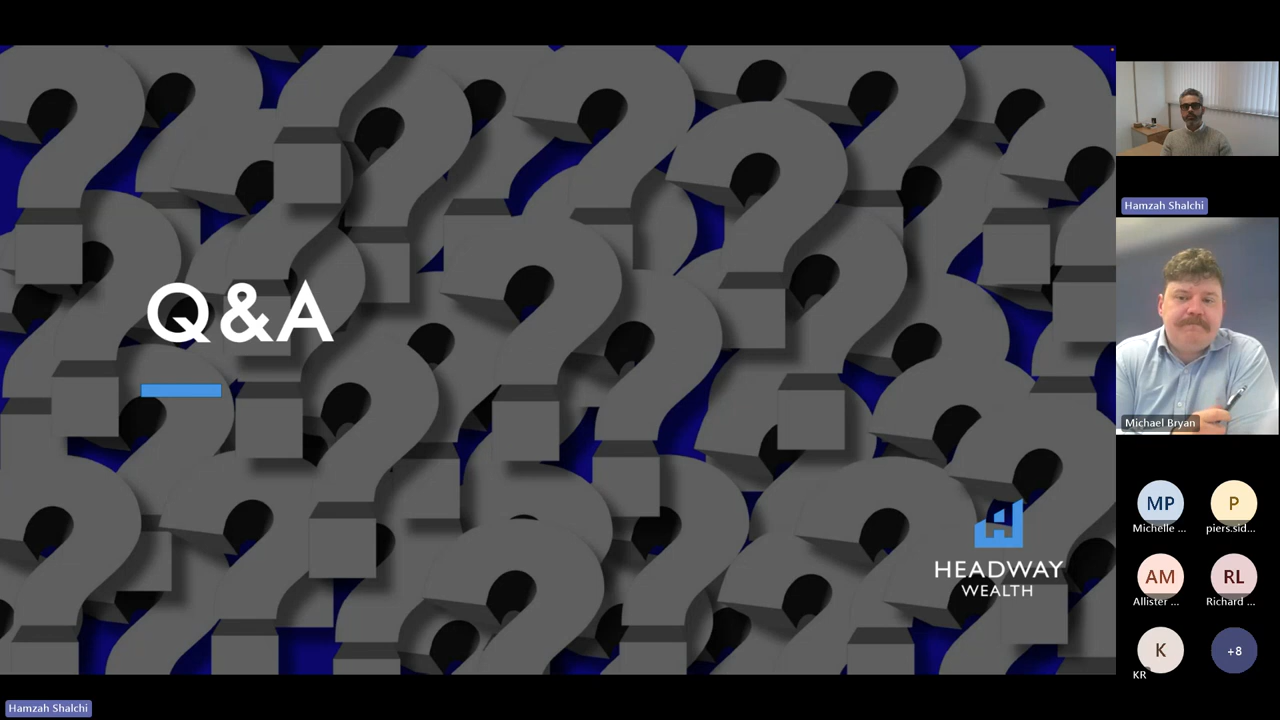 Q&A
HEADWAY
WEALTH
Hamzah Shalchi
Michael Bryan
MP
Michelle ...
P
piers.sid...
AM
Allister ...
RL
Richard ...
K
KR
+8
Hamzah Shalchi